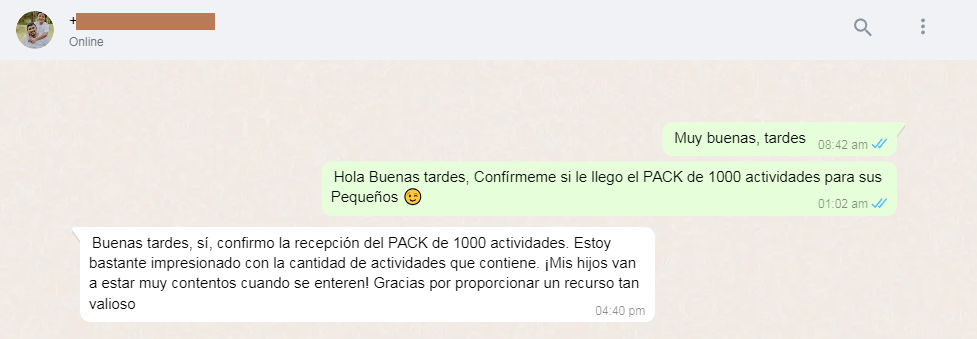 +
Online
Muy buenas, tardes
08:42 am
Hola Buenas tardes, Confírmeme si le llego el PACK de 1000 actividades para sus
Pequeños 😉
01:02 am
Buenas tardes, sí, confirmo la recepción del PACK de 1000 actividades. Estoy
bastante impresionado con la cantidad de actividades que contiene. ¡Mis hijos van
a estar muy contentos cuando se enteren! Gracias por proporcionar un recurso tan
valioso
04:40 pm